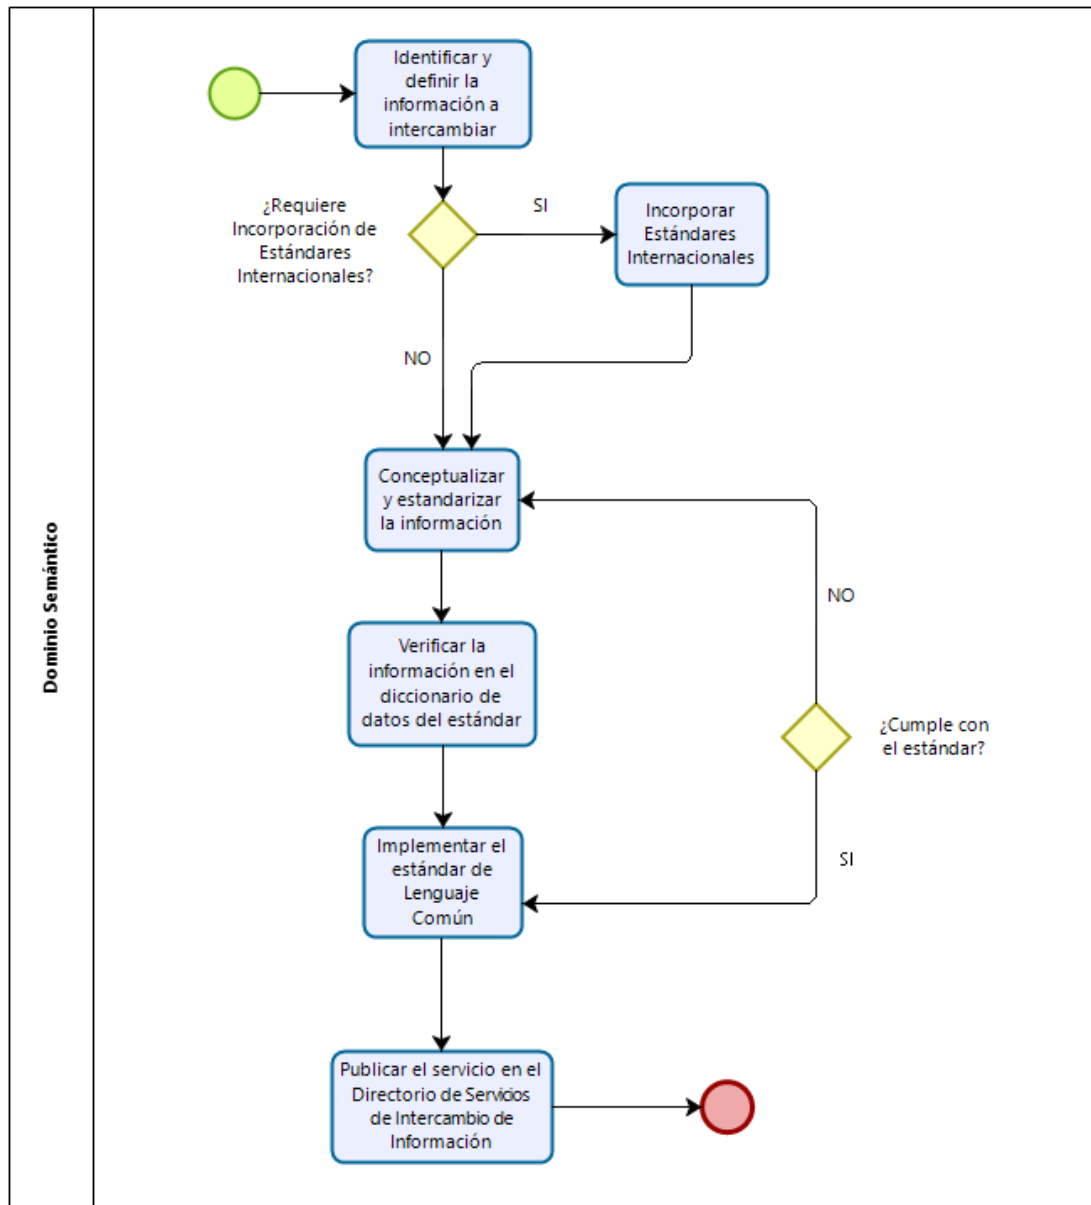 Dominio Semántico
Identificar y
definir la
información a
intercambiar
¿Requiere
Incorporación de
Estándares
Internacionales?
SI
Incorporar
Estándares
Internacionales
NO
Conceptualizar
y estandarizar
la información
NO
Verificar la
información en el
diccionario de
datos del estándar
¿Cumple con
el estándar?
Implementar el
estándar de
Lenguaje
Común
SI
Publicar el servicio en el
Directorio de Servicios
de Intercambio de
Información